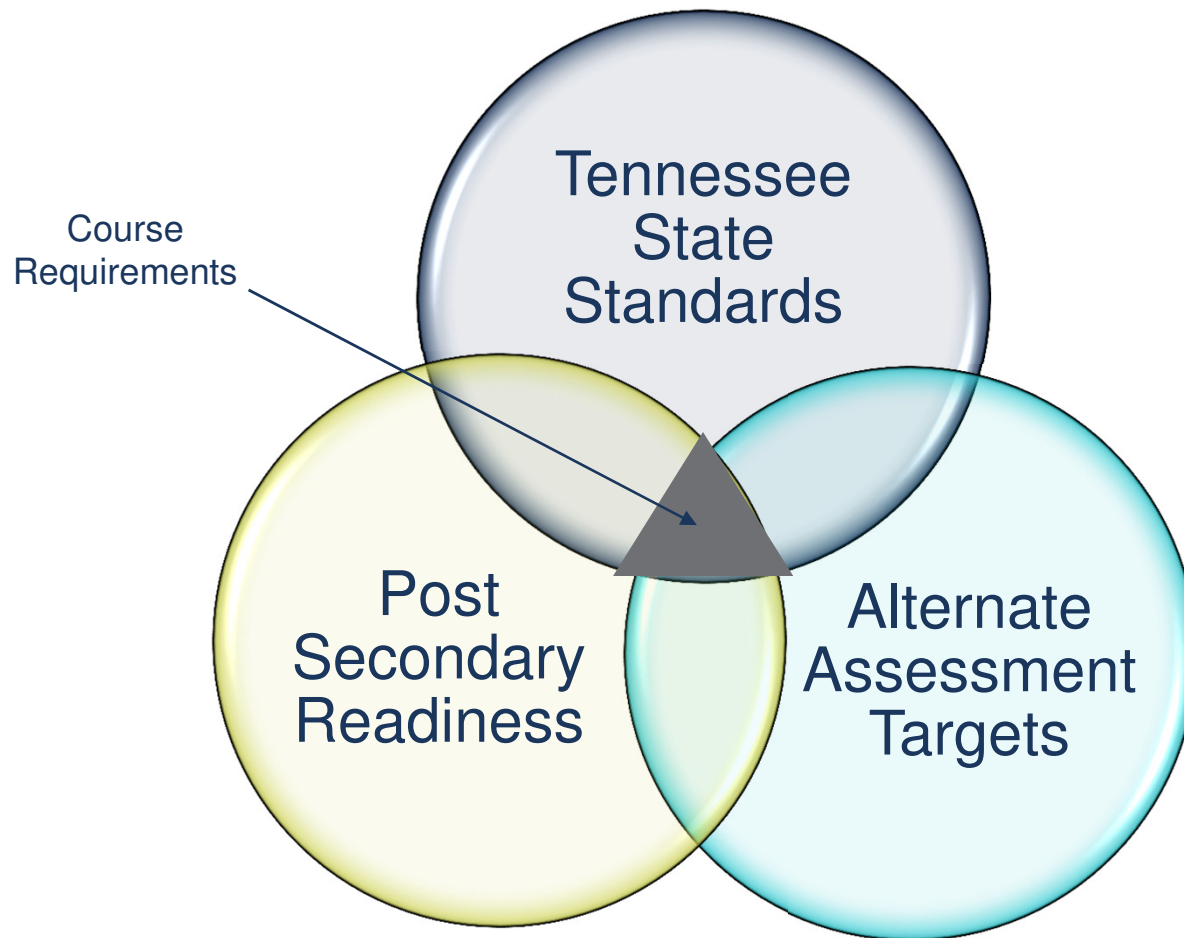 Tennessee
State
Standards
Course
Requirements
Post
Secondary
Readiness
Alternate
Assessment
Targets